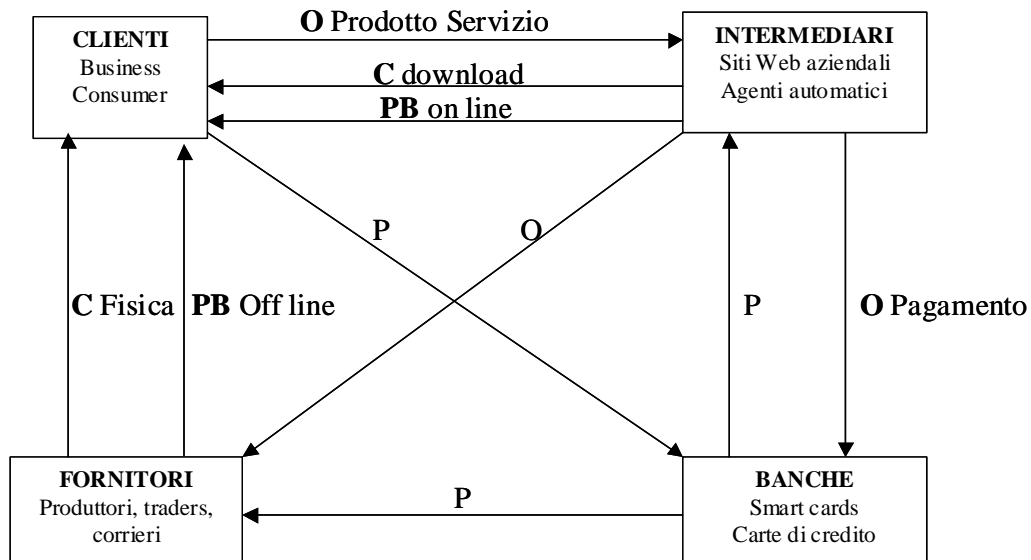 O Prodotto Servizio
CLIENTI
Business
Consumer
INTERMEDIARI
Siti Web aziendali
Agenti automatici
C download
PB on line
P
O
C Fisica
PB Off line
P
O Pagamento
FORNITORI
Produttori, traders,
corrieri
P
BANCHE
Smart cards
Carte di credito